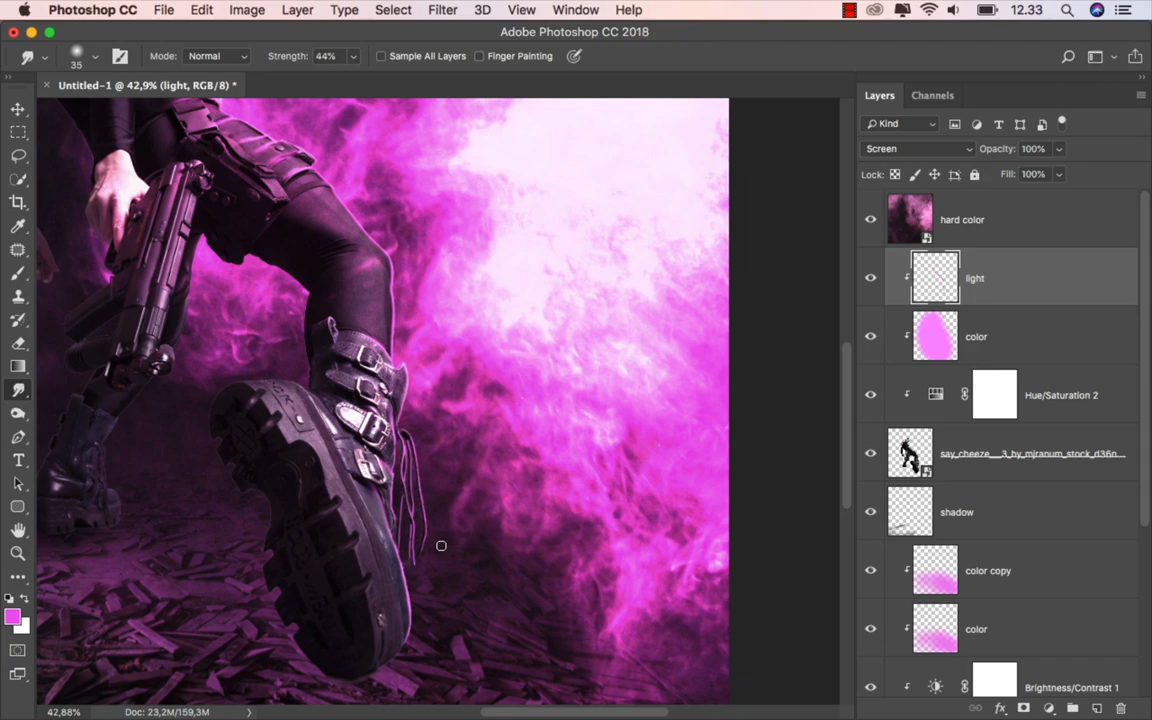 Photoshop CC File Edit Image Layer Type Select Filter 3D View Window Help 12.33
Adobe Photoshop CC 2018
35 Mode: Normal Strength: 44% Sample All Layers Finger Painting
× Untitled-1 @ 42,9% (light, RGB/8) *
Layers Channels
Kind
Screen Opacity: 100%
Lock: Fill: 100%
hard color
light
color
Hue/Saturation 2
say_cheeze__3_by_mjranum_stock_d36n...
shadow
color copy
color
Brightness/Contrast 1
42,88% Doc: 23,2M/159,3M